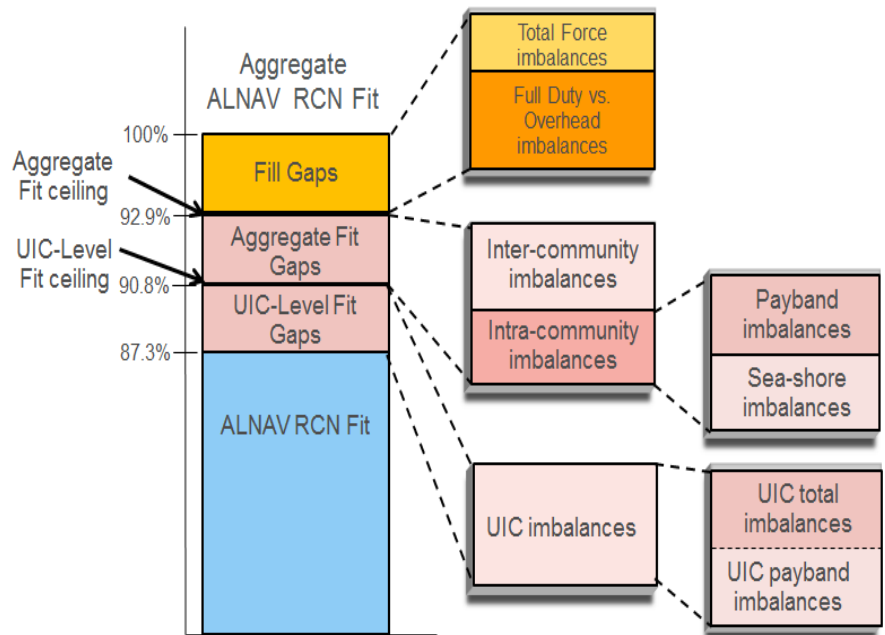 Aggregate
ALNAV RCN Fit
100%
Aggregate
Fit ceiling
92.9%
UIC-Level
Fit ceiling
90.8%
87.3%
Fill Gaps
Aggregate Fit
Gaps
UIC-Level Fit
Gaps
ALNAV RCN Fit
Total Force
imbalances
Full Duty vs.
Overhead
imbalances
Inter-community
imbalances
Intra-community
imbalances
Payband
imbalances
Sea-shore
imbalances
UIC imbalances
UIC total
imbalances
UIC payband
imbalances